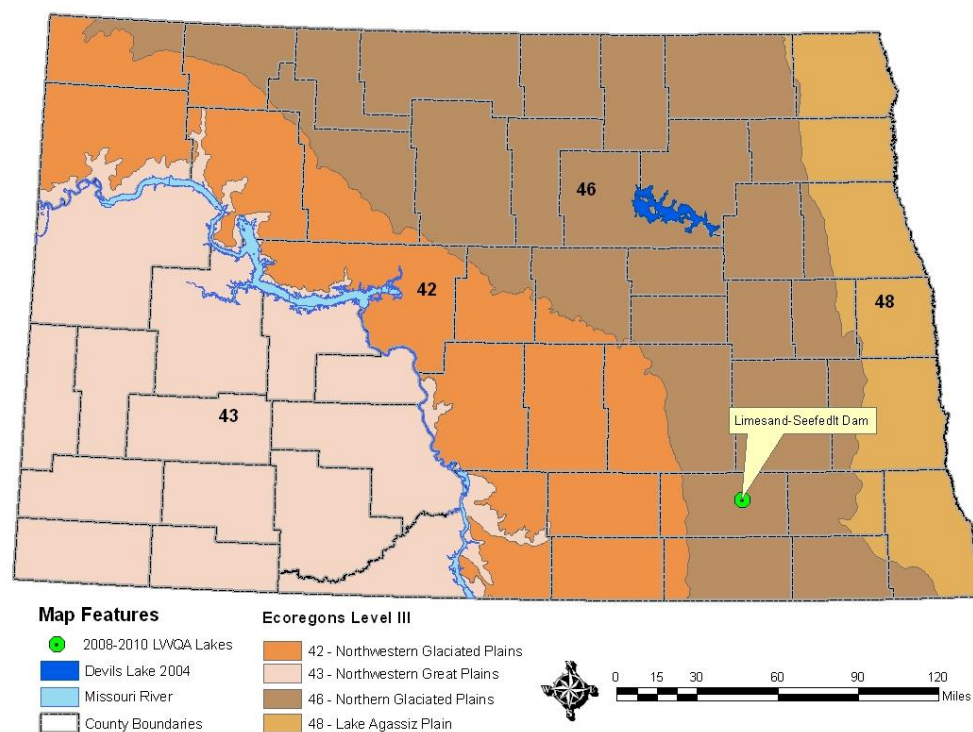 46
42
48
43
Limesand-Seefedlt Dam
Map Features
2008-2010 LWQA Lakes
Devils Lake 2004
Missouri River
County Boundaries
Ecoregons Level III
42 - Northwestern Glaciated Plains
43 - Northwestern Great Plains
46 - Northern Glaciated Plains
48 - Lake Agassiz Plain
N
S
0 15 30 60 90 120
Miles